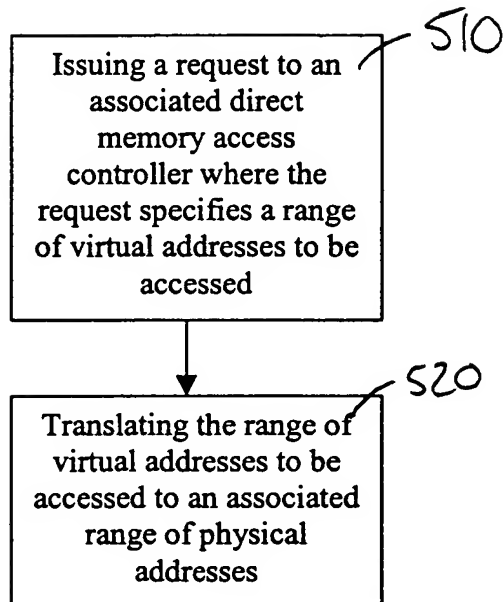 510
Issuing a request to an
associated direct
memory access
controller where the
request specifies a range
of virtual addresses to be
accessed
520
Translating the range of
virtual addresses to be
accessed to an associated
range of physical
addresses